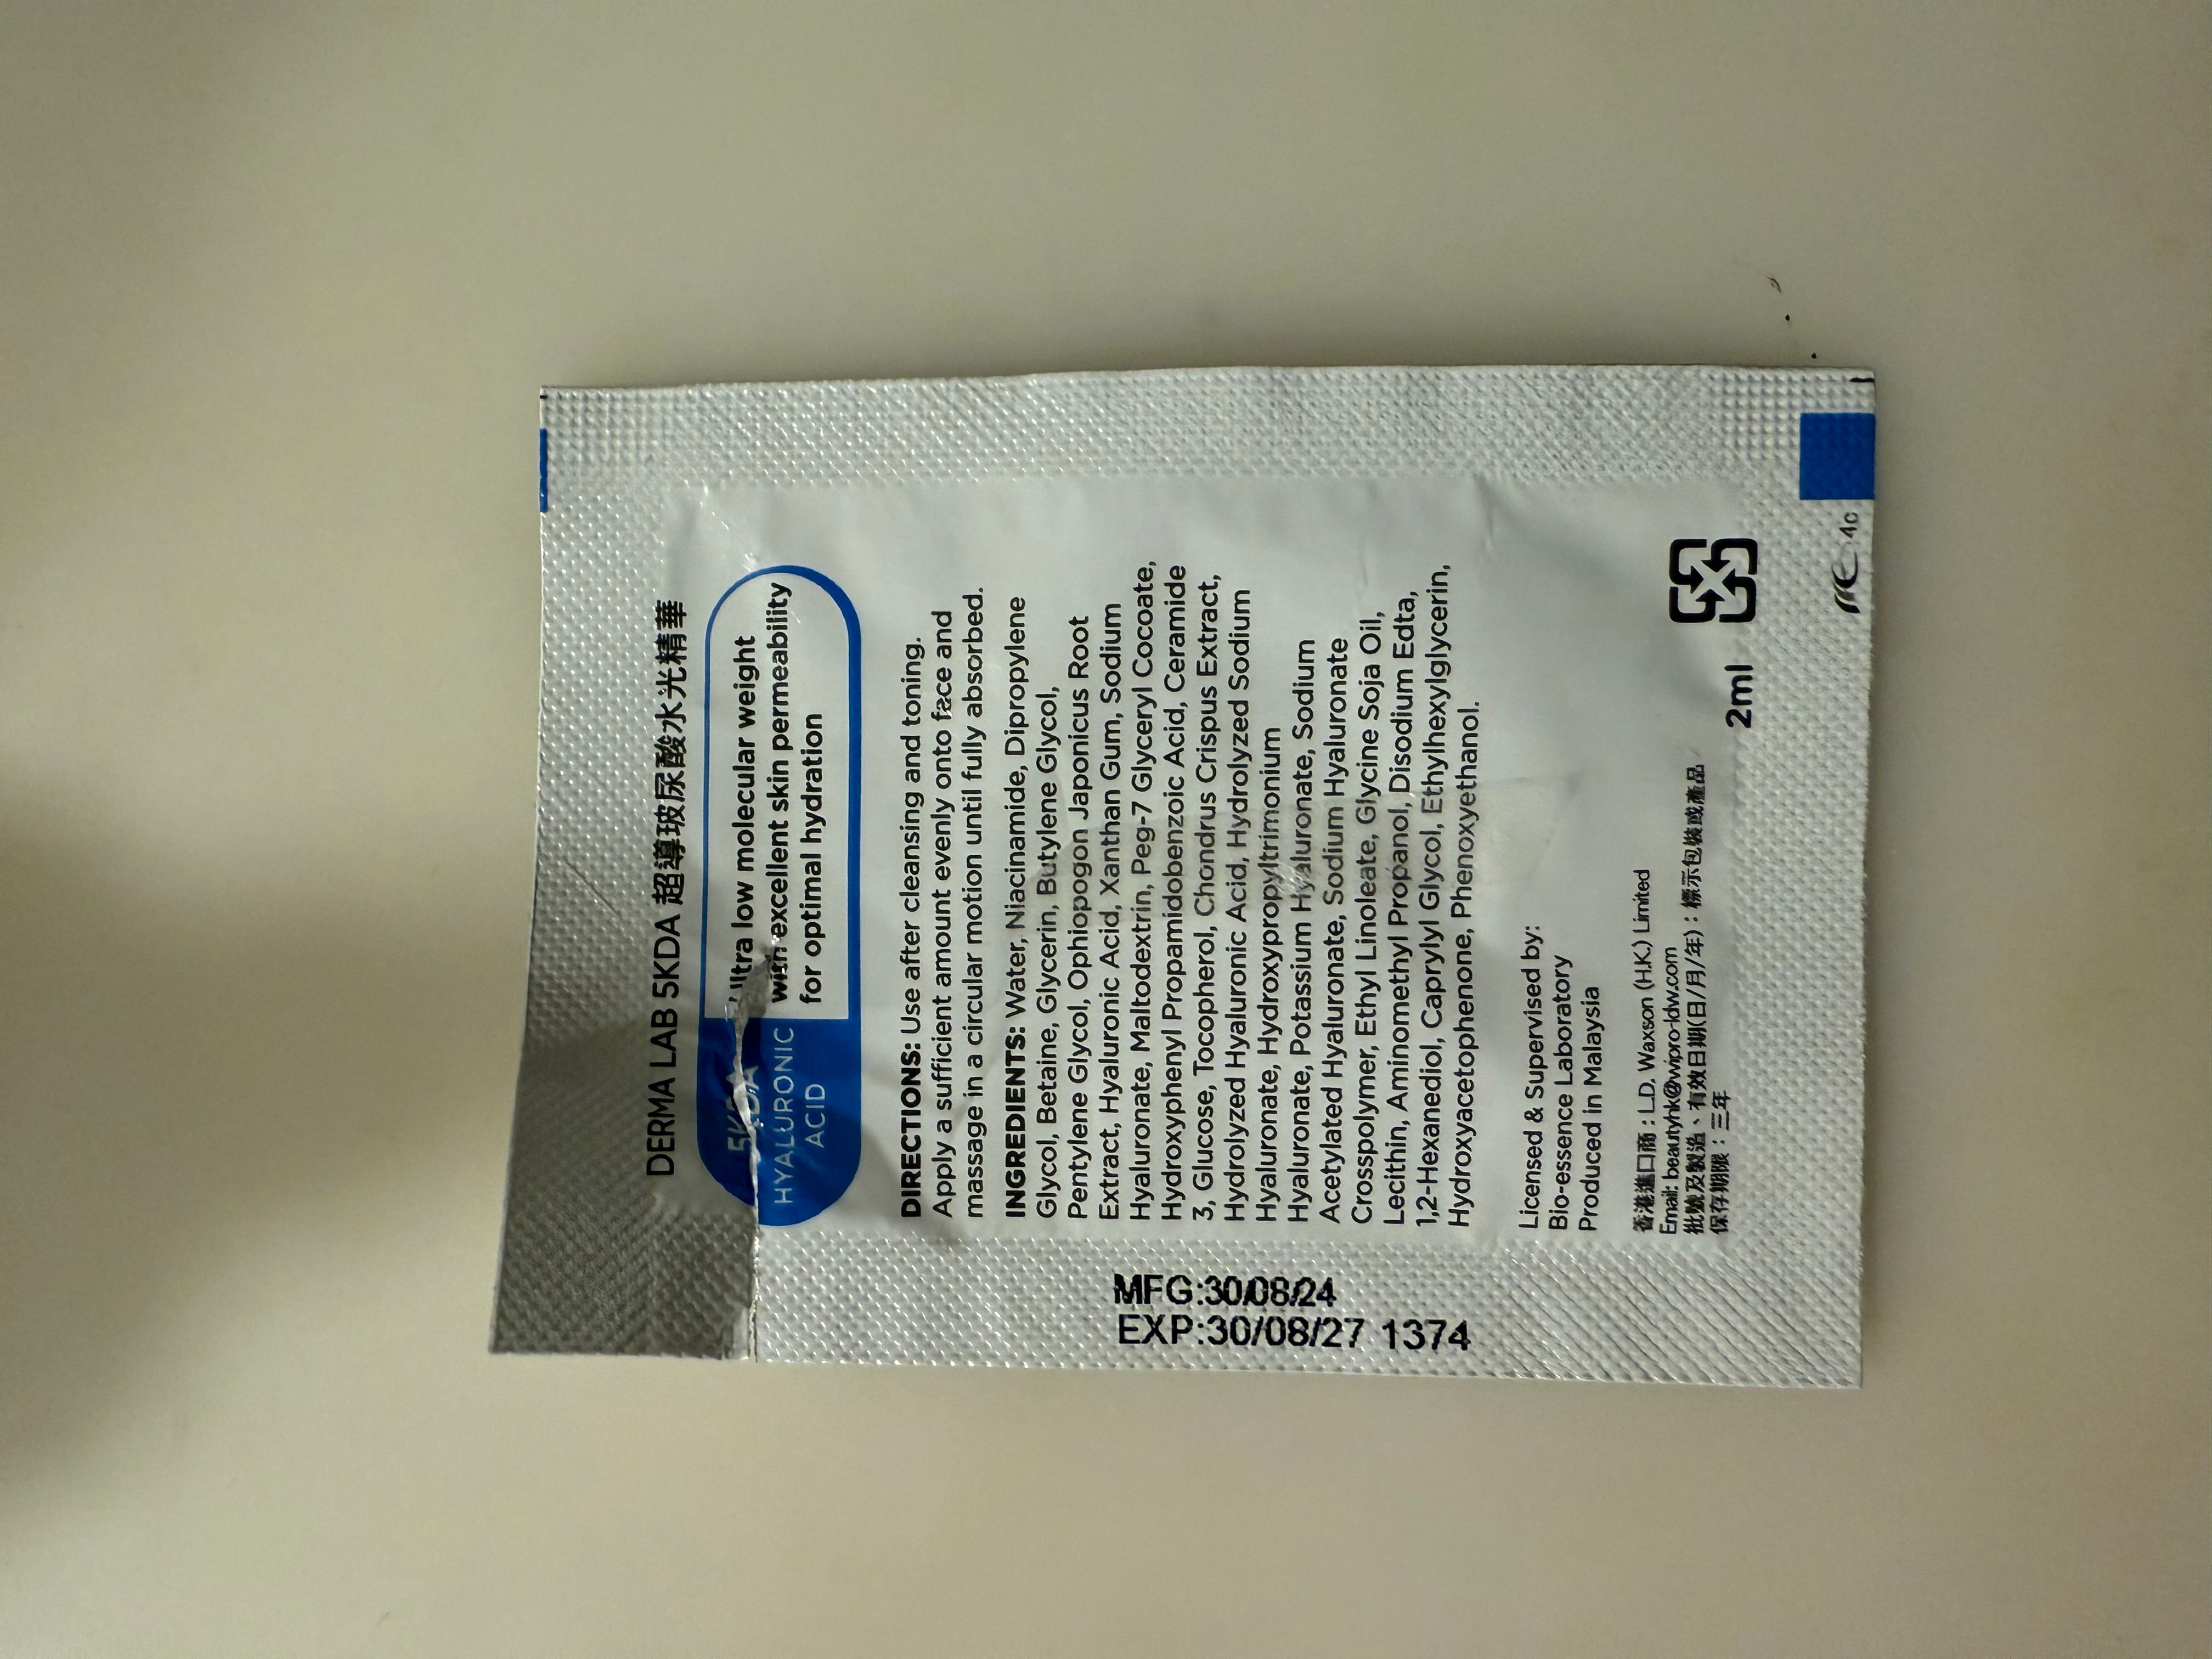 DERMA LAB 5KDA 超導玻尿酸水光精華
5KDA
HYALURONIC
ACID
Ultra low molecular weight
with excellent skin permeability
for optimal hydration
DIRECTIONS: Use after cleansing and toning.
Apply a sufficient amount evenly onto face and
massage in a circular motion until fully absorbed.
INGREDIENTS: Water, Niacinamide, Dipropylene
Glycol, Betaine, Glycerin, Butylene Glycol,
Pentylene Glycol, Ophiopogon Japonicus Root
Extract, Hyaluronic Acid, Xanthan Gum, Sodium
Hyaluronate, Maltodextrin, Peg-7 Glyceryl Cocoate,
Hydroxyphenyl Propamidobenzoic Acid, Ceramide
3, Glucose, Tocopherol, Chondrus Crispus Extract,
Hydrolyzed Hyaluronic Acid, Hydrolyzed Sodium
Hyaluronate, Hydroxypropyltrimonium
Hyaluronate, Potassium Hyaluronate, Sodium
Acetylated Hyaluronate, Sodium Hyaluronate
Crosspolymer, Ethyl Linoleate, Glycine Soja Oil,
Lecithin, Aminomethyl Propanol, Disodium Edta,
1,2-Hexanediol, Caprylyl Glycol, Ethylhexylglycerin,
Hydroxyacetophenone, Phenoxyethanol.
Licensed & Supervised by:
Bio-essence Laboratory
Produced in Malaysia
香港進口商：L.D. Waxson (H.K.) Limited
Email: beautyhk@wipro-ldw.com
批號及製造、有效日期(日/月/年)：標示包裝或產品
保存期限：三年
2ml
MFG:30/08/24
EXP:30/08/27 1374
4c